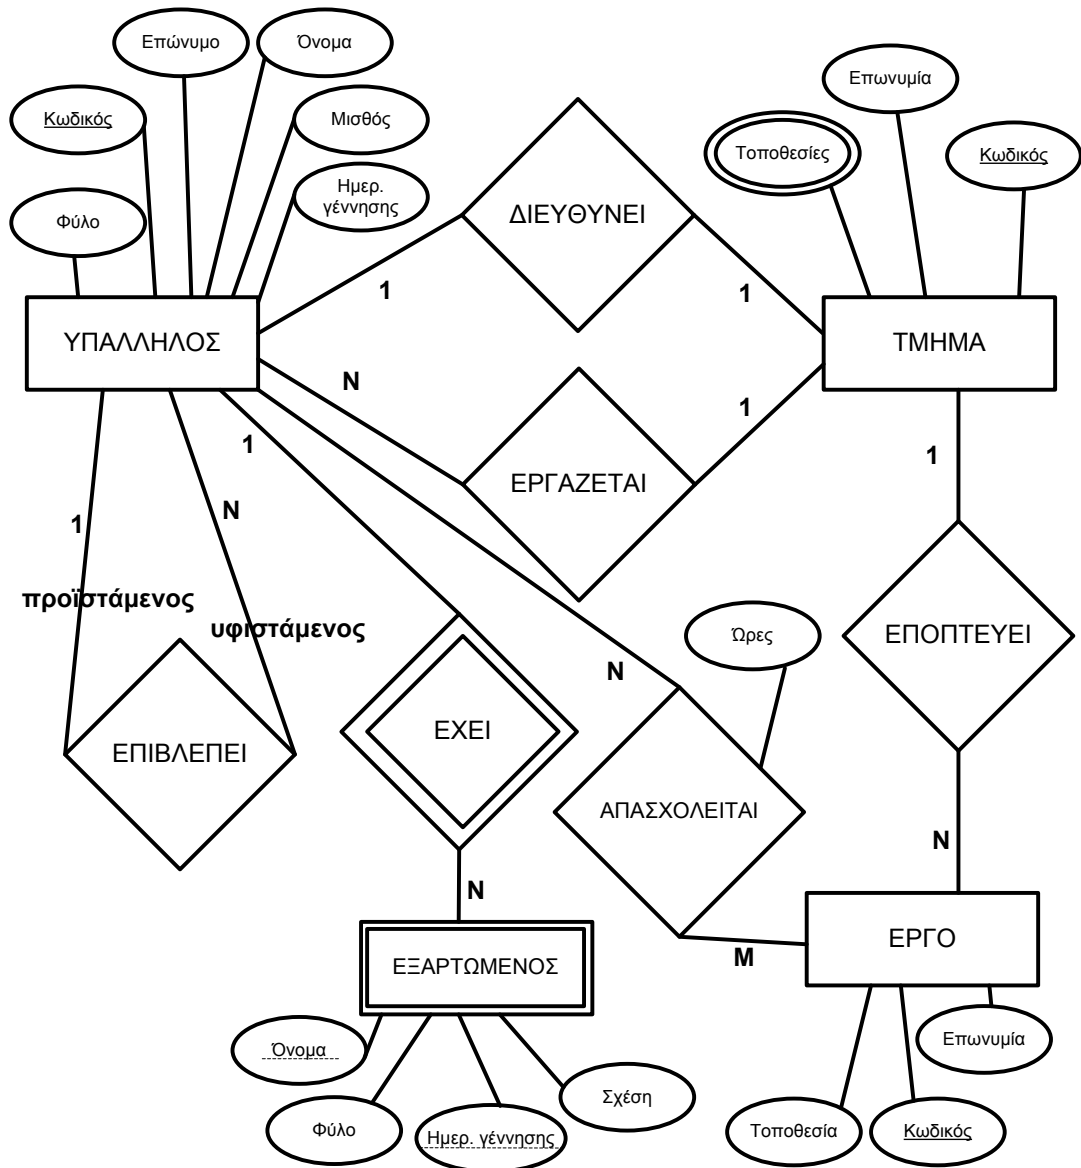 Επώνυμο
Όνομα
Επωνυμία
Κωδικός
Μισθός
Τοποθεσίες
Κωδικός
Ημερ.
γέννησης
Φύλο
ΔΙΕΥΘΥΝΕΙ
1
1
ΥΠΑΛΛΗΛΟΣ
ΤΜΗΜΑ
N
1
1
1
ΕΡΓΑΖΕΤΑΙ
1
N
προϊστάμενος
υφιστάμενος
Ώρες
ΕΠΟΠΤΕΥΕΙ
N
ΕΧΕΙ
ΕΠΙΒΛΕΠΕΙ
ΑΠΑΣΧΟΛΕΙΤΑΙ
N
N
ΕΡΓΟ
M
ΕΞΑΡΤΩΜΕΝΟΣ
Όνομα
Επωνυμία
Σχέση
Φύλο
Ημερ. γέννησης
Τοποθεσία
Κωδικός